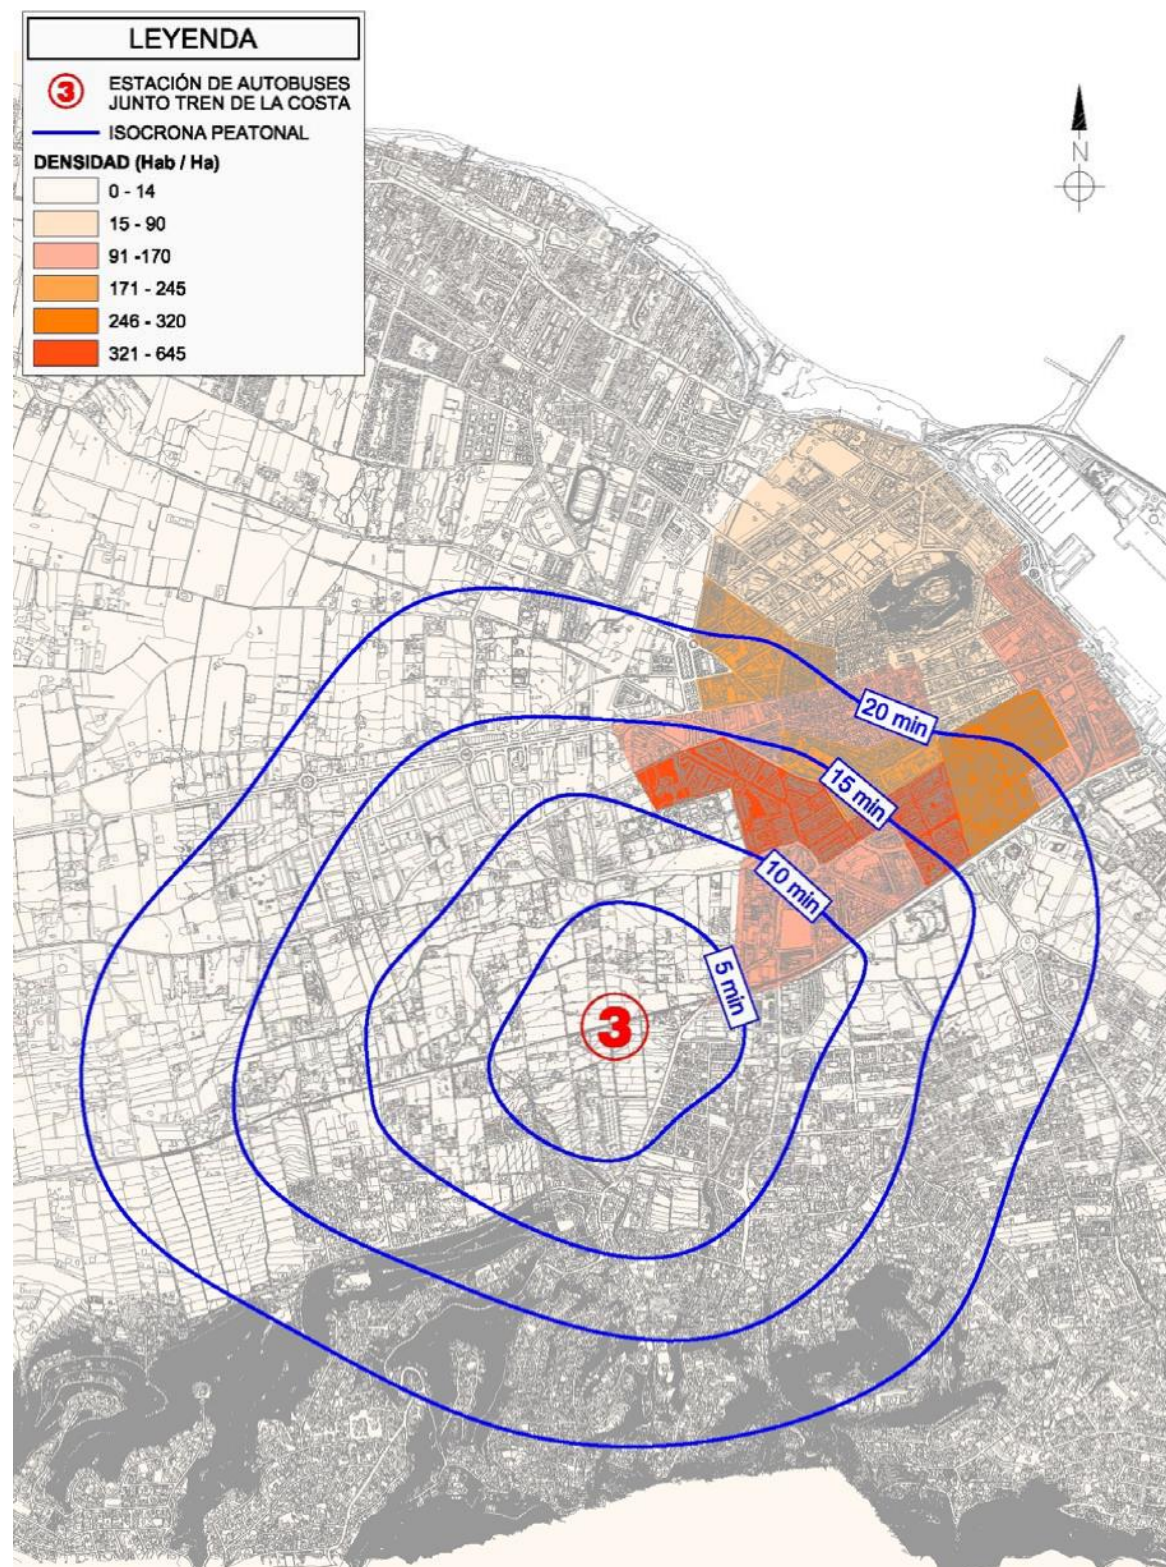 LEYENDA
3
ESTACIÓN DE AUTOBUSES
JUNTO TREN DE LA COSTA
ISOCRONA PEATONAL
DENSIDAD (Hab / Ha)
0 - 14
15 - 90
91 -170
171 - 245
246 - 320
321 - 645
N
20 min
15 min
10 min
5 min
3